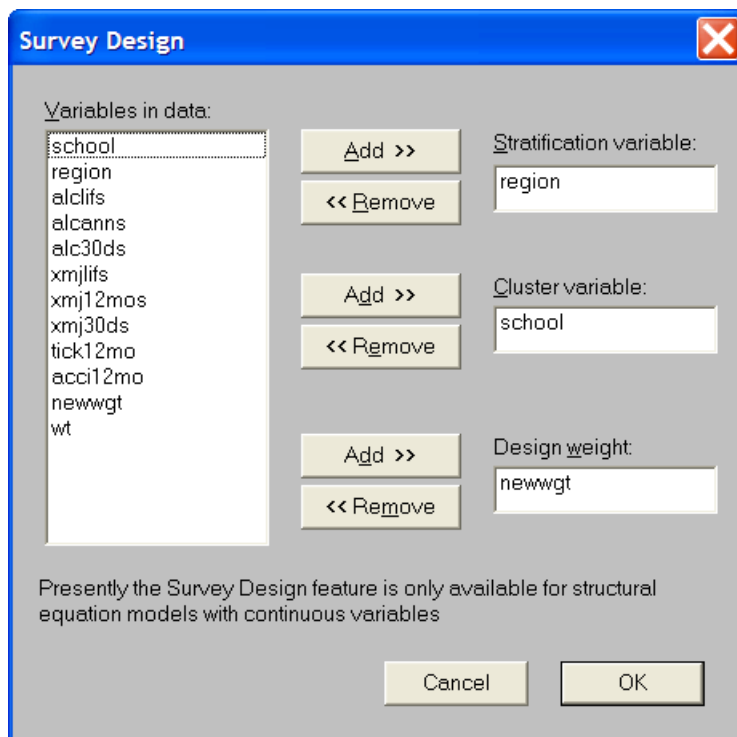 Survey Design
Variables in data:
school
region
alclifs
alcanns
alc30ds
xmjlifs
xmj12mos
xmj30ds
tick12mo
acci12mo
newwgt
wt
Add >>
<< Remove
Stratification variable:
region
Add >>
<< Remove
Cluster variable:
school
Add >>
<< Remove
Design weight:
newwgt
Presently the Survey Design feature is only available for structural
equation models with continuous variables
Cancel
OK